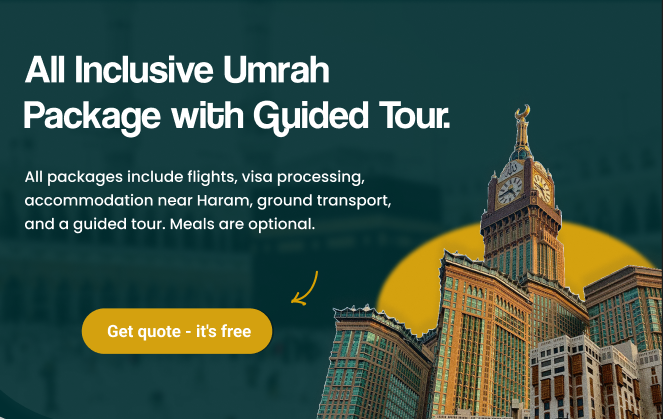 All Inclusive Umrah
Package with Guided Tour.
All packages include flights, visa processing,
accommodation near Haram, ground transport,
and a guided tour. Meals are optional.
Get quote - it's free